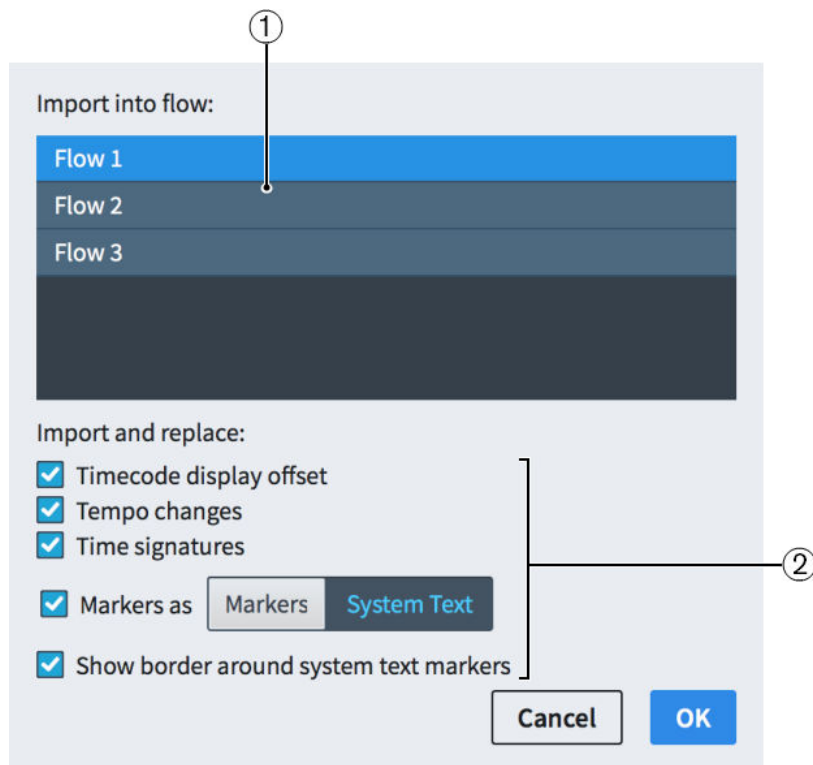 ①
Import into flow:
Flow 1
Flow 2
Flow 3
Import and replace:
Timecode display offset
Tempo changes
Time signatures
Markers as Markers System Text
②
Show border around system text markers
Cancel OK